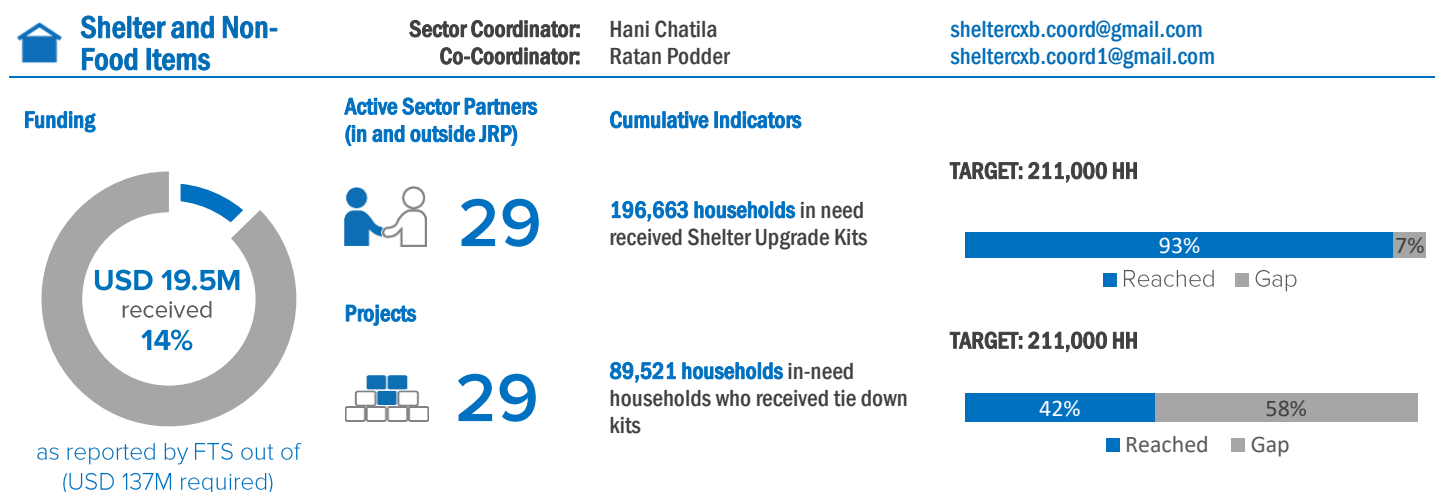 Shelter and Non-
Food Items
Sector Coordinator: Hani Chatila sheltercxb.coord@gmail.com
Co-Coordinator: Ratan Podder sheltercxb.coord1@gmail.com
Funding
USD 19.5M
received
14%
as reported by FTS out of
(USD 137M required)
Active Sector Partners
(in and outside JRP)
29
Projects
29
Cumulative Indicators
196,663 households in need
received Shelter Upgrade Kits
TARGET: 211,000 HH
93% 7%
Reached Gap
89,521 households in-need
households who received tie down
kits
TARGET: 211,000 HH
42% 58%
Reached Gap